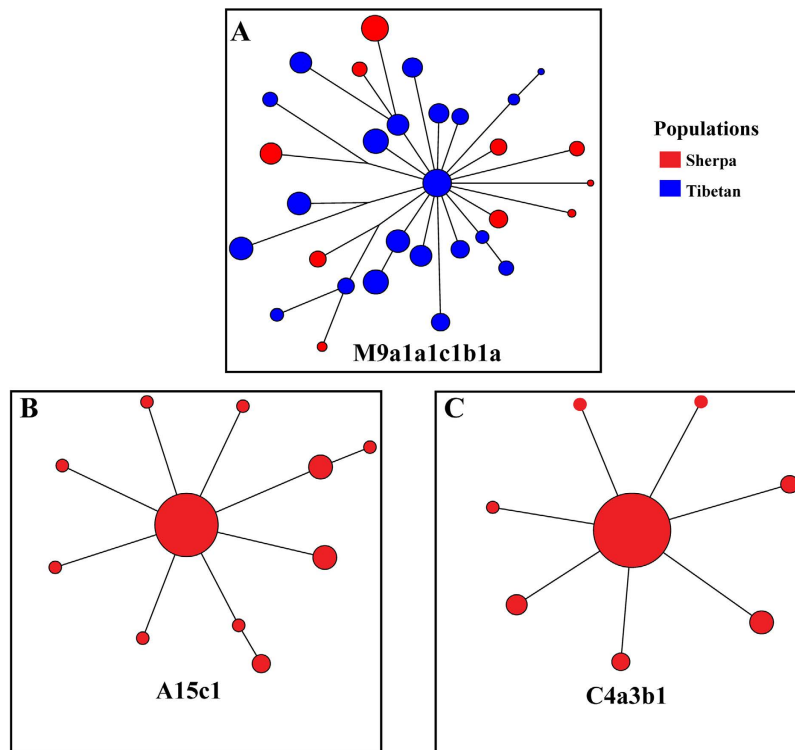 A
Populations
Sherpa
Tibetan
M9a1a1c1b1a
B
A15c1
C
C4a3b1